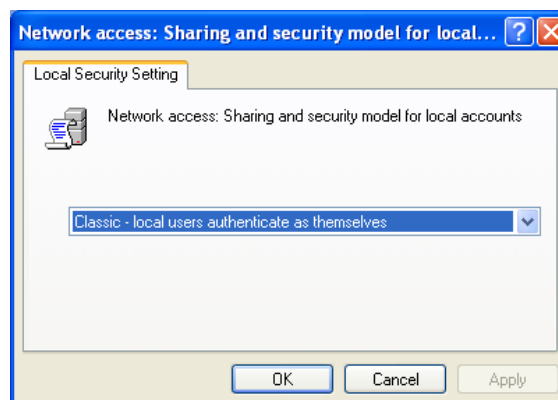 Network access: Sharing and security model for local...
Local Security Setting
Network access: Sharing and security model for local accounts
Classic - local users authenticate as themselves
OK Cancel Apply